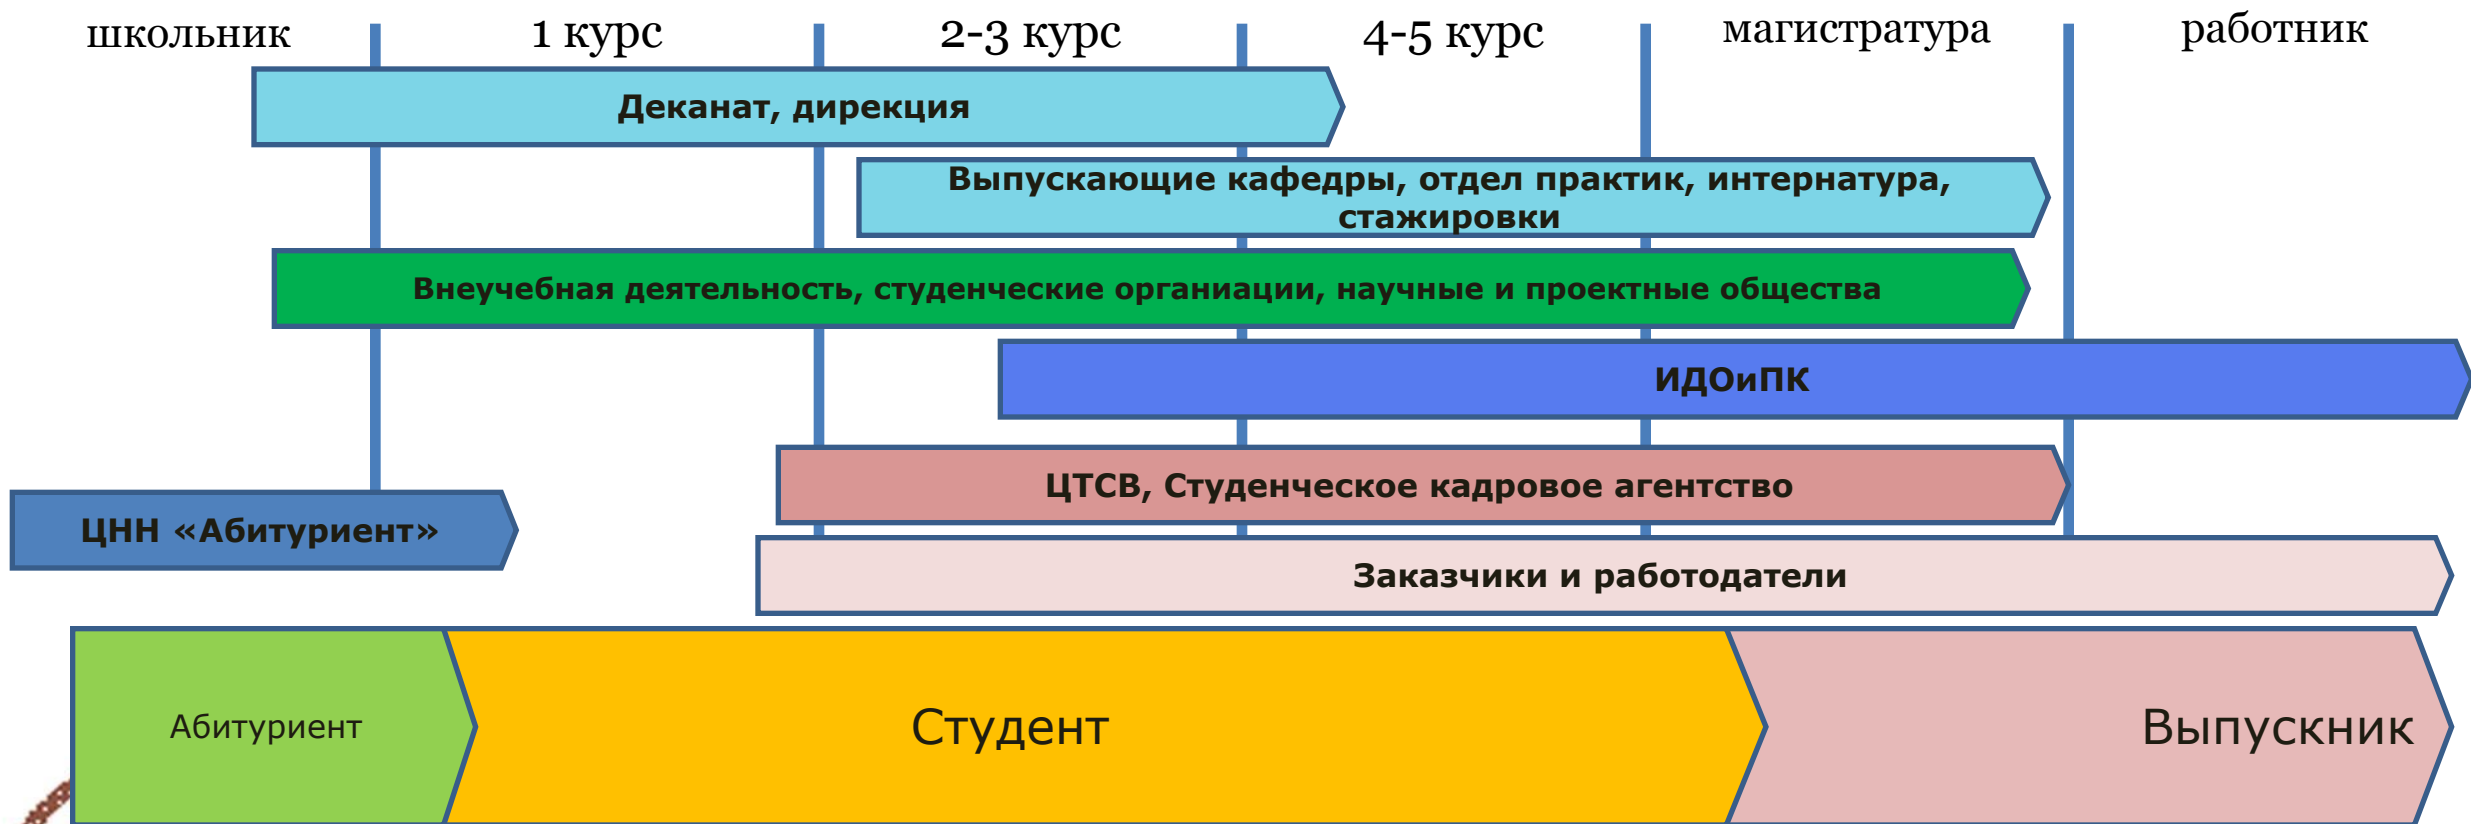 школьник
1 курс
2-3 курс
4-5 курс
магистратура
работник
Деканат, дирекция
Выпускающие кафедры, отдел практик, интернатура,
стажировки
Внеучебная деятельность, студенческие органиации, научные и проектные общества
ИДОиПК
ЦТСВ, Студенческое кадровое агентство
ЦНН «Абитуриент»
Заказчики и работодатели
Абитуриент
Студент
Выпускник